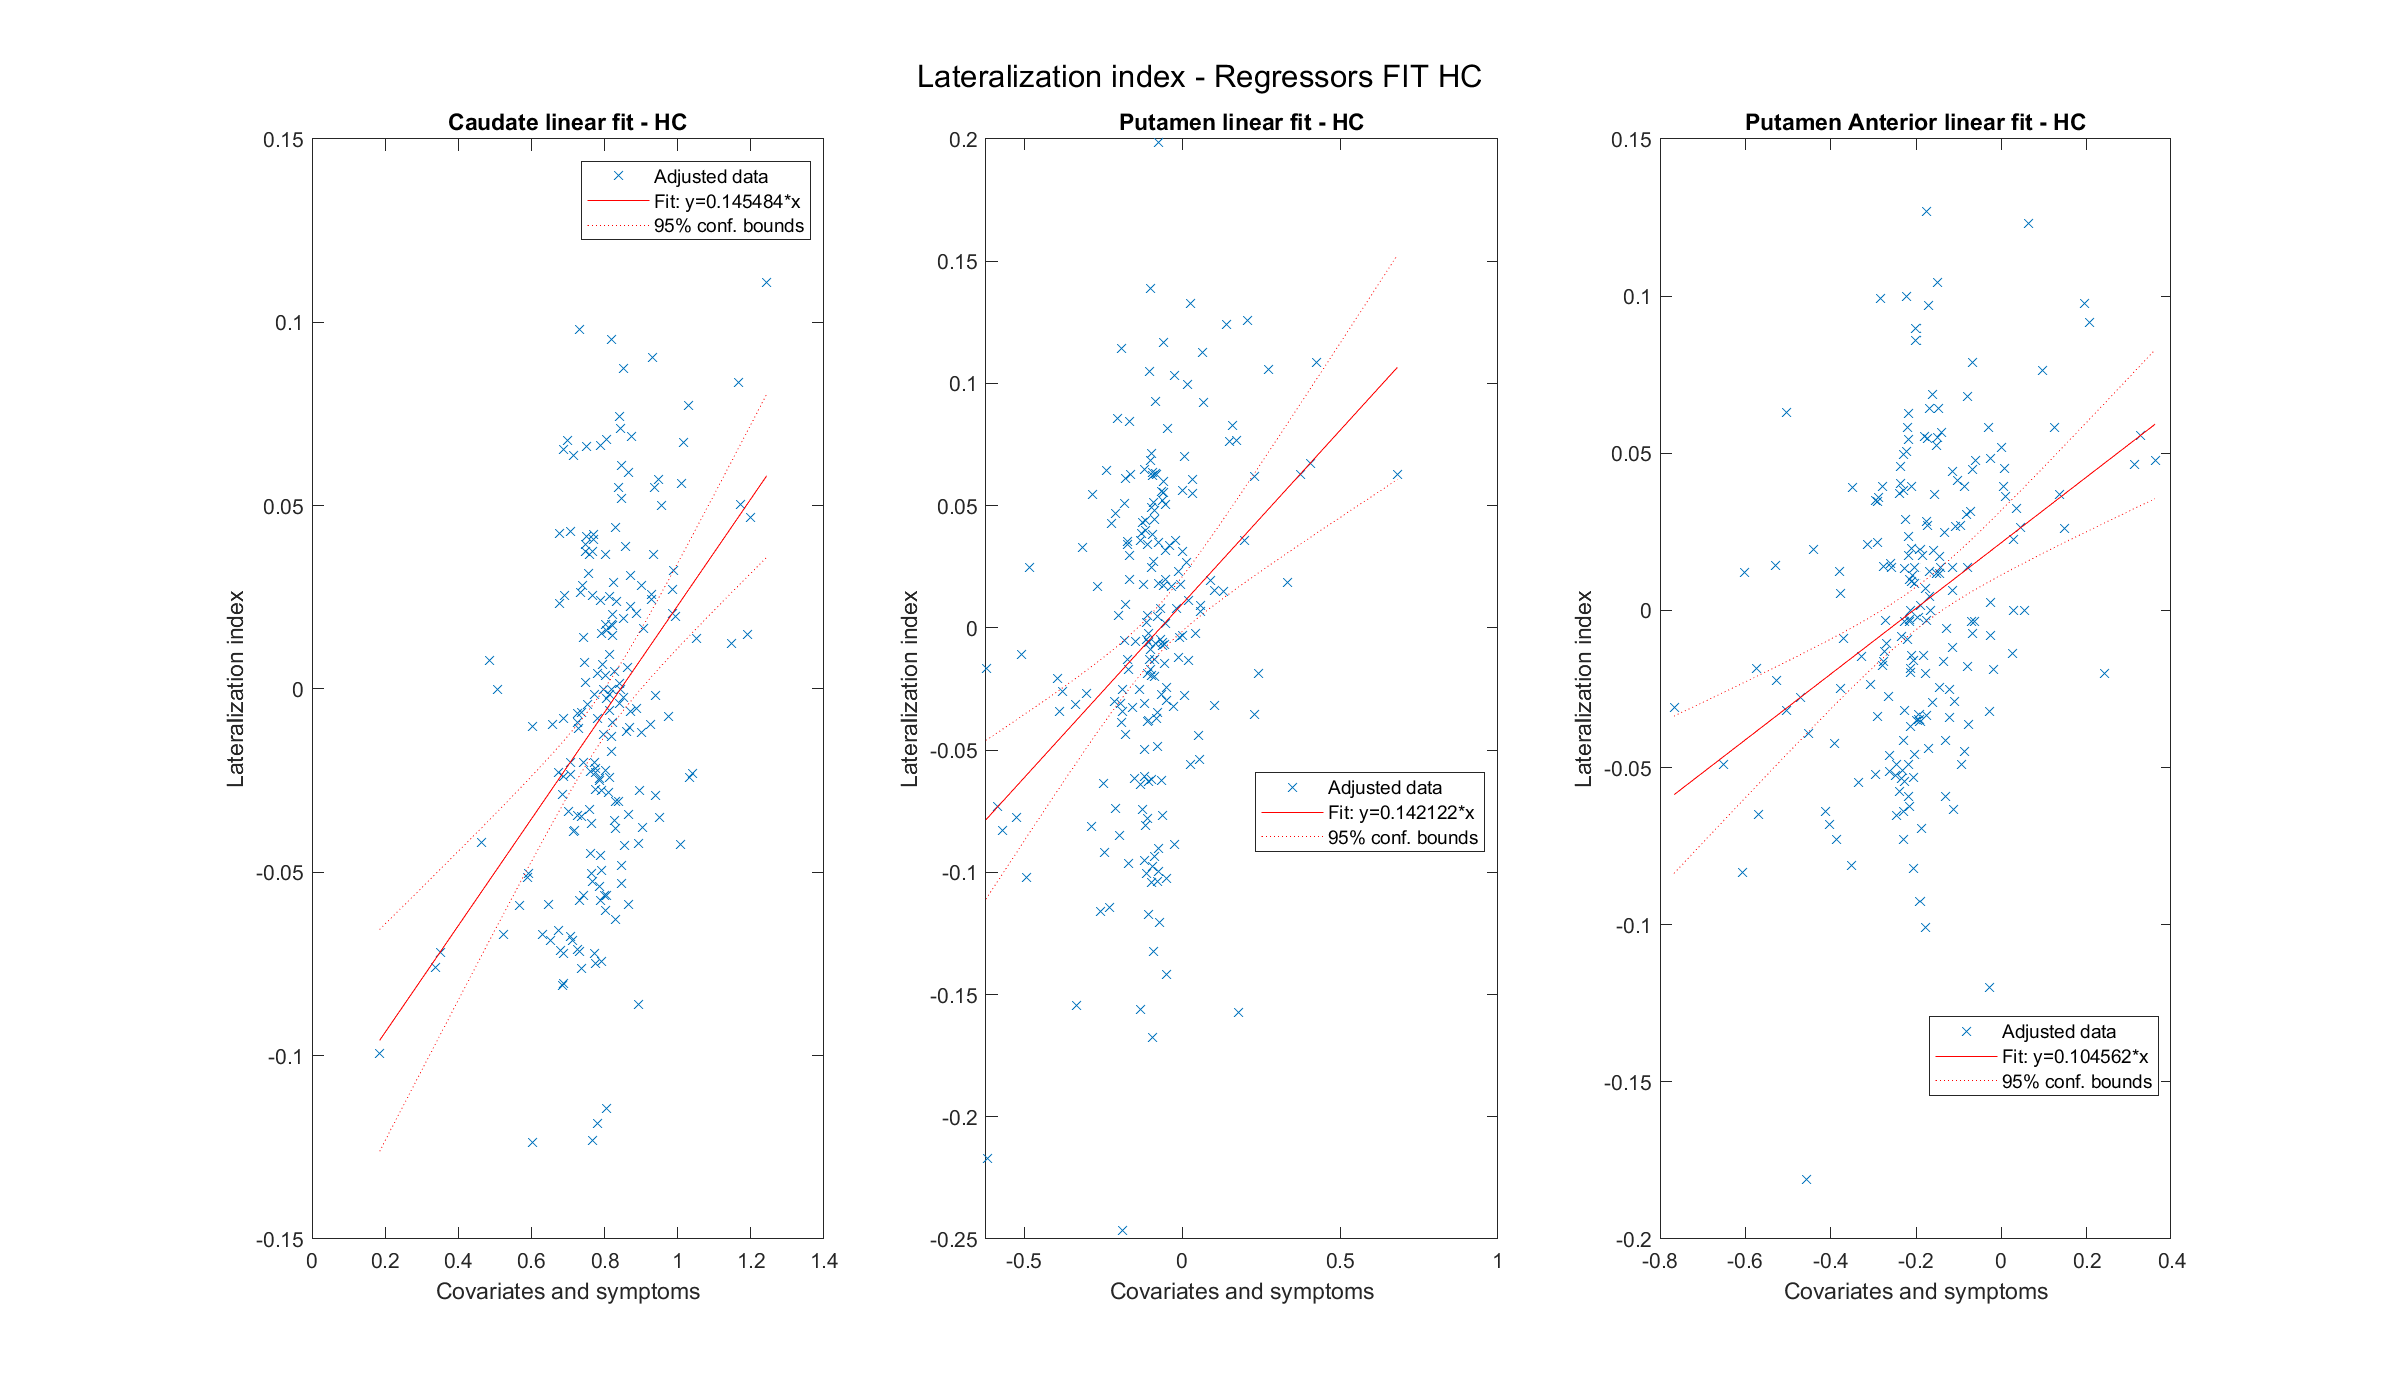 Lateralization index - Regressors FIT HC
Caudate linear fit - HC
0.15
0.1
0.05
0
-0.05
-0.1
-0.15
0 0.2 0.4 0.6 0.8 1 1.2 1.4
Lateralization index
Covariates and symptoms
Adjusted data
Fit: y=0.145484*x
95% conf. bounds
Putamen linear fit - HC
0.2
0.15
0.1
0.05
0
-0.05
-0.1
-0.15
-0.2
-0.25
-0.5 0 0.5 1
Lateralization index
Covariates and symptoms
Adjusted data
Fit: y=0.142122*x
95% conf. bounds
Putamen Anterior linear fit - HC
0.15
0.1
0.05
0
-0.05
-0.1
-0.15
-0.2
-0.8 -0.6 -0.4 -0.2 0 0.2 0.4
Lateralization index
Covariates and symptoms
Adjusted data
Fit: y=0.104562*x
95% conf. bounds